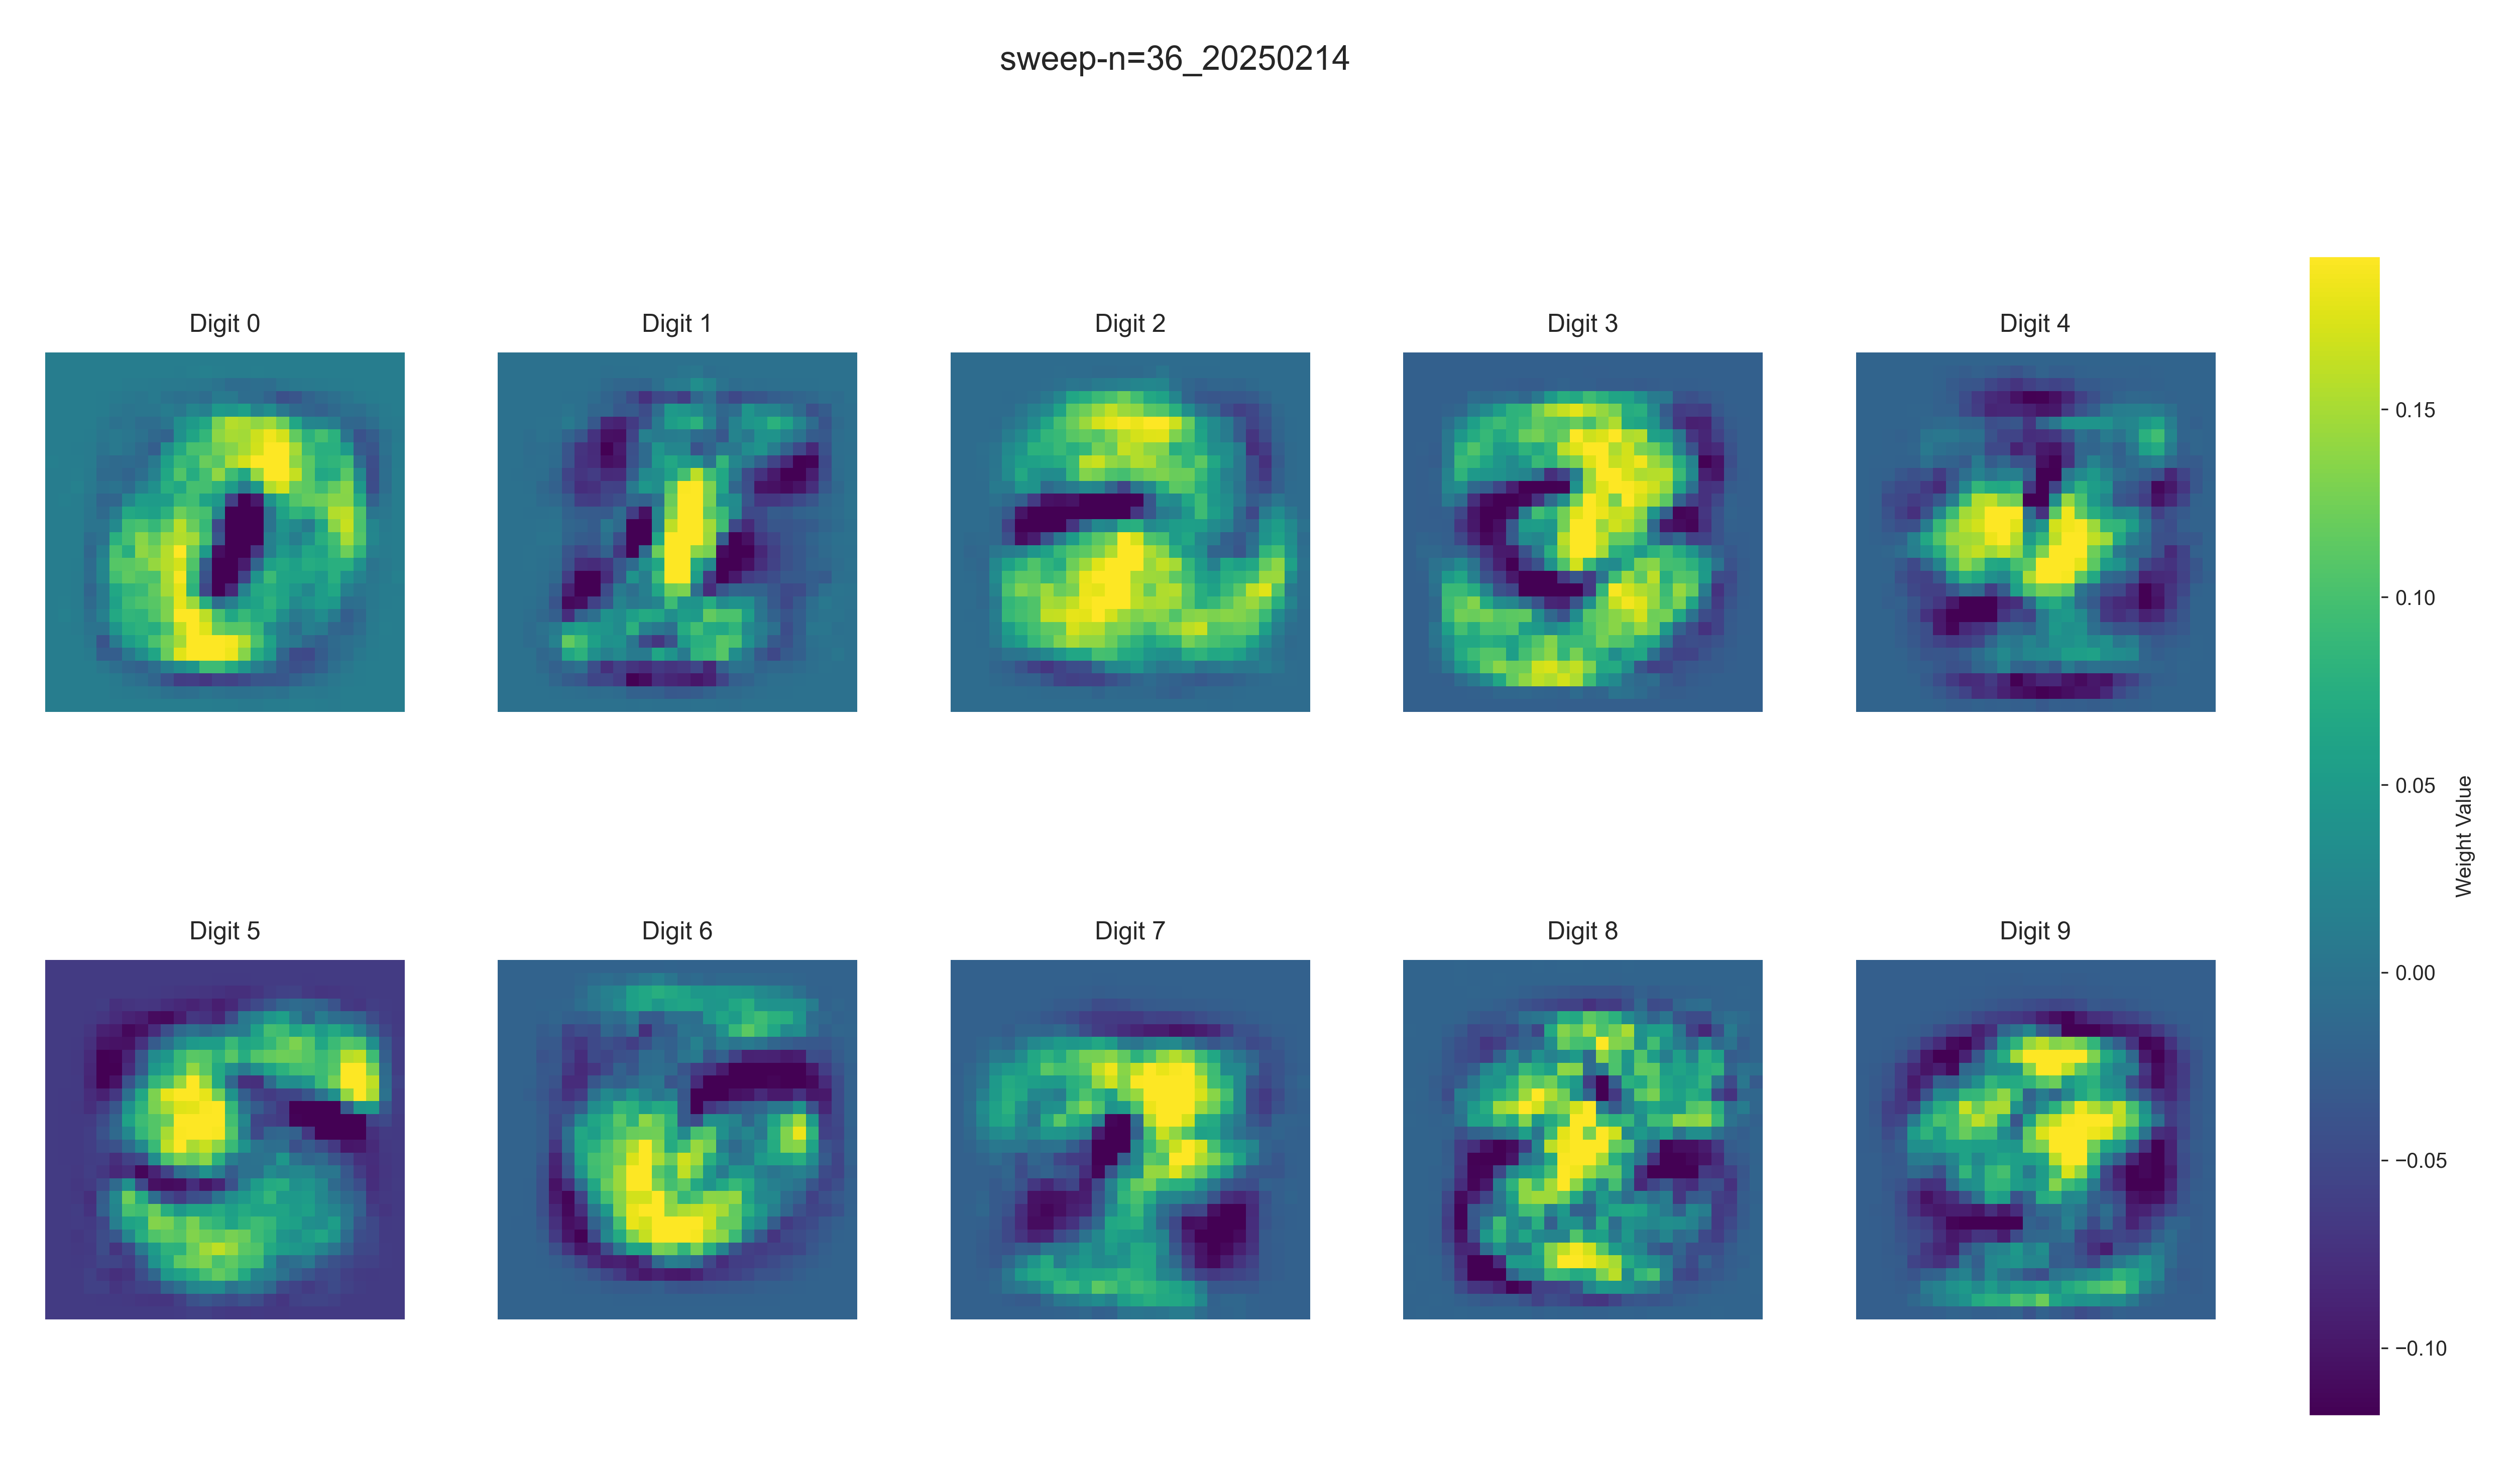 sweep-n=36_20250214
Digit 0
Digit 1
Digit 2
Digit 3
Digit 4
Digit 5
Digit 6
Digit 7
Digit 8
Digit 9
0.15
0.10
0.05
0.00
−0.05
−0.10
Weight Value